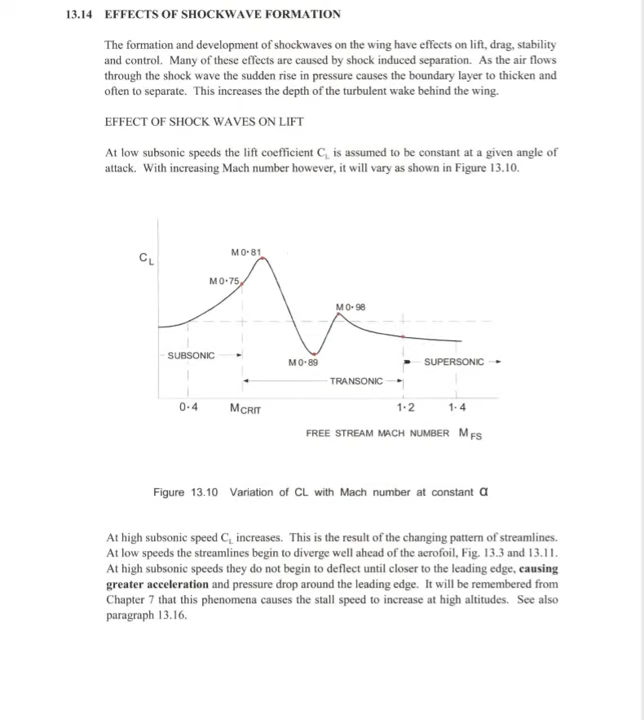 13.14 EFFECTS OF SHOCKWAVE FORMATION
The formation and development of shockwaves on the wing have effects on lift, drag, stability
and control. Many of these effects are caused by shock induced separation. As the air flows
through the shock wave the sudden rise in pressure causes the boundary layer to thicken and
often to separate. This increases the depth of the turbulent wake behind the wing.
EFFECT OF SHOCK WAVES ON LIFT
At low subsonic speeds the lift coefficient CL is assumed to be constant at a given angle of
attack. With increasing Mach number however, it will vary as shown in Figure 13.10.
CL
M 0·81
M 0·75
M 0·98
M 0·89
SUBSONIC
SUPERSONIC
TRANSONIC
0·4 MCRIT 1·2 1·4
FREE STREAM MACH NUMBER MFS
Figure 13.10 Variation of CL with Mach number at constant α
At high subsonic speed CL increases. This is the result of the changing pattern of streamlines.
At low speeds the streamlines begin to diverge well ahead of the aerofoil, Fig. 13.3 and 13.11.
At high subsonic speeds they do not begin to deflect until closer to the leading edge, causing
greater acceleration and pressure drop around the leading edge. It will be remembered from
Chapter 7 that this phenomena causes the stall speed to increase at high altitudes. See also
paragraph 13.16.